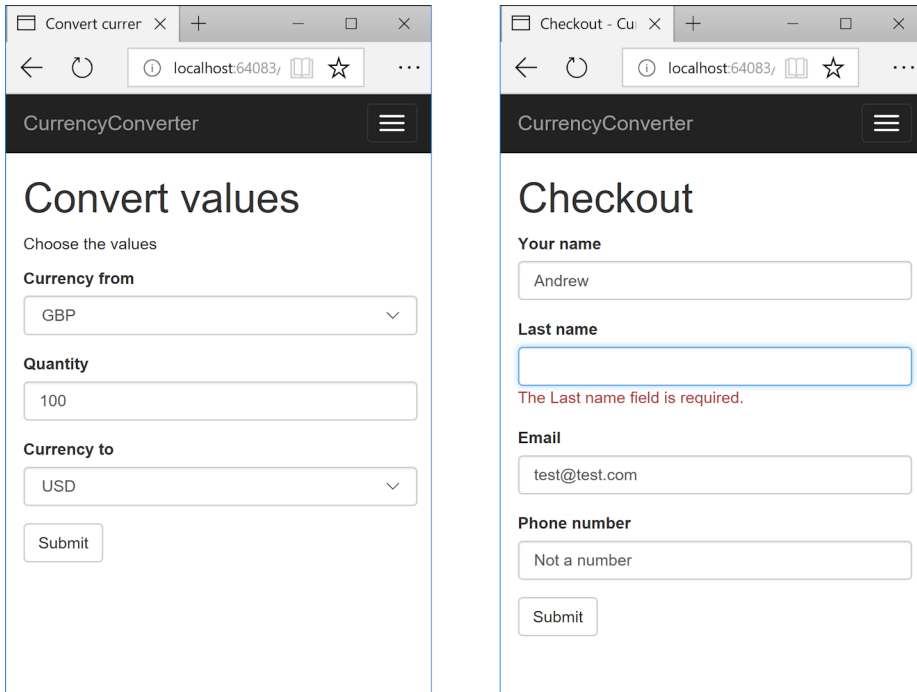 Convert curren
localhost:64083/
CurrencyConverter
Convert values
Choose the values
Currency from
GBP
Quantity
100
Currency to
USD
Submit
Checkout - Cu
localhost:64083/
CurrencyConverter
Checkout
Your name
Andrew
Last name
The Last name field is required.
Email
test@test.com
Phone number
Not a number
Submit